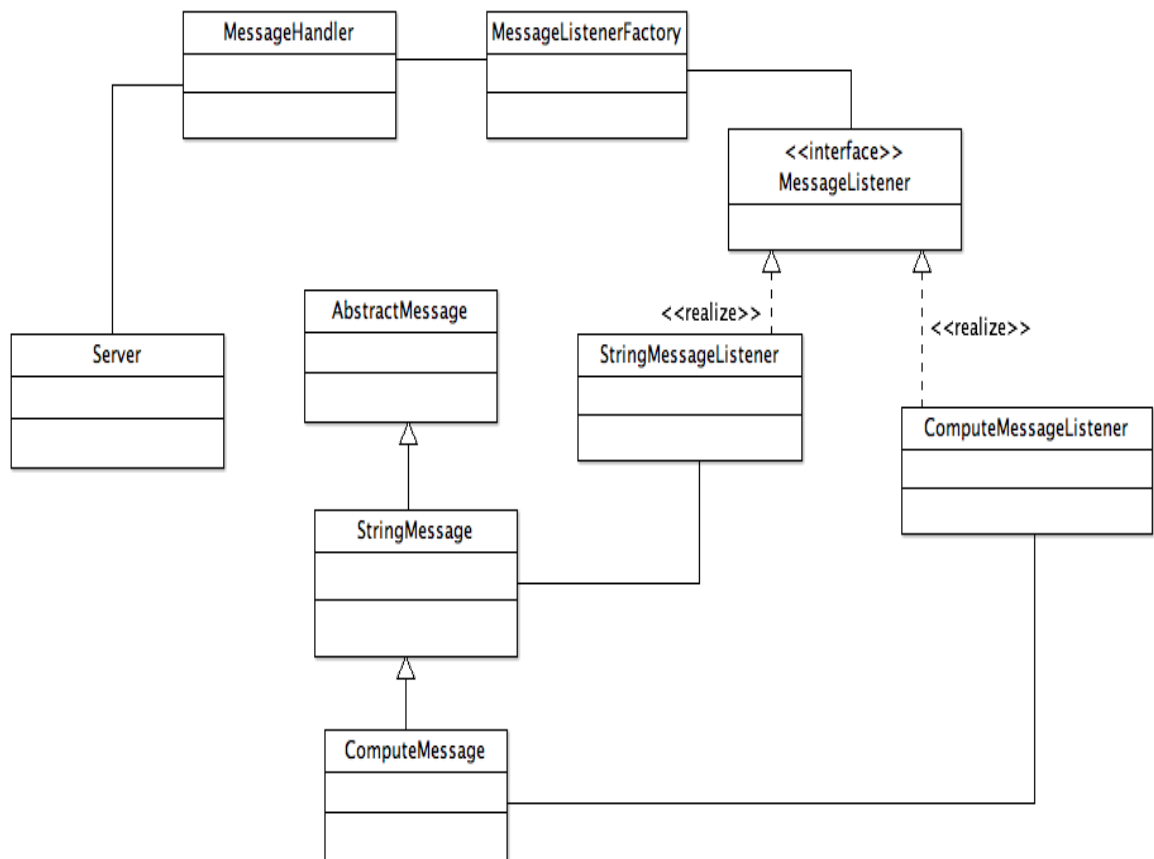 MessageHandler
MessageListenerFactory
<<interface>>
MessageListener
AbstractMessage
<<realize>>
<<realize>>
Server
StringMessageListener
ComputeMessageListener
StringMessage
ComputeMessage